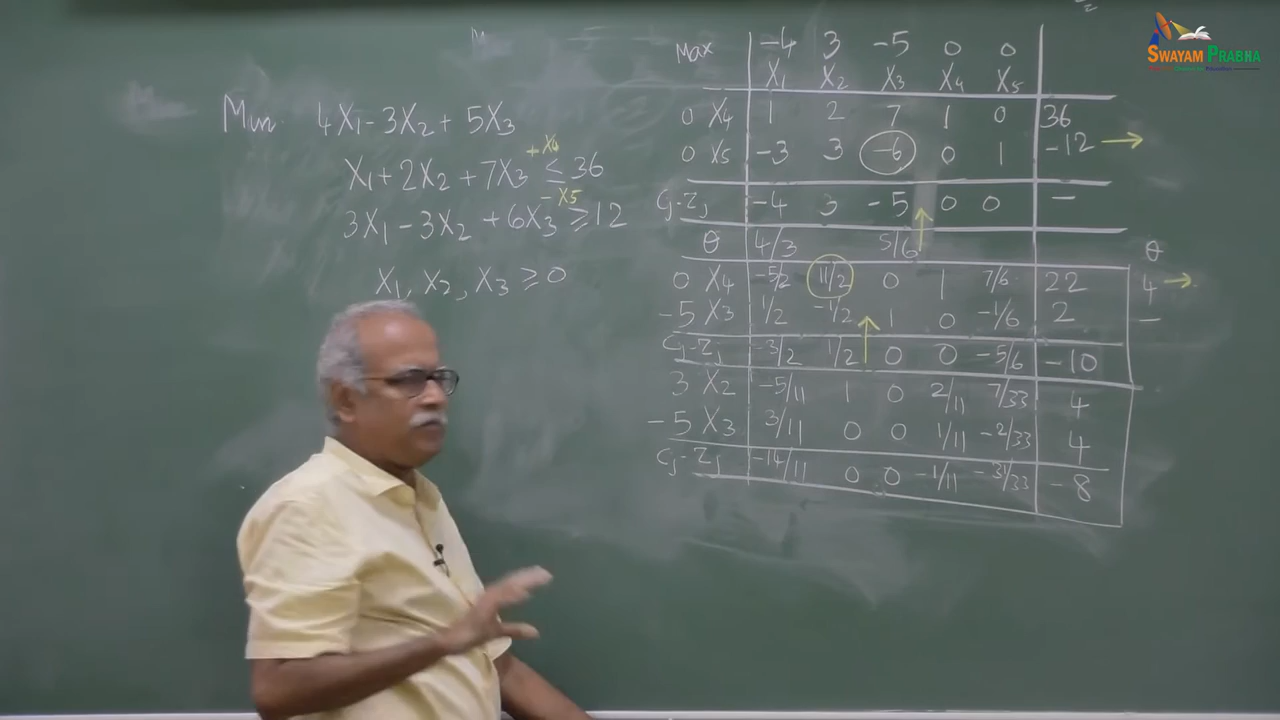 SWAYAM PRABHA
Min 4X1 - 3X2 + 5X3
+X4
X1 + 2X2 + 7X3 ≤ 36
-X5
3X1 - 3X2 + 6X3 ≥ 12
X1, X2, X3 ≥ 0
Max -4 3 -5 0 0
X1 X2 X3 X4 X5
0 X4 1 2 7 1 0 36
0 X5 -3 3 -6 0 1 -12 →
Cj-Zj -4 3 -5 0 0 -
θ 4/3 5/6 ↑ θ
0 X4 -5/2 11/2 0 1 7/6 22 4 →
-5 X3 1/2 -1/2 1 0 -1/6 2 -
Cj-Zj -3/2 1/2 ↑ 0 0 -5/6 -10
3 X2 -5/11 1 0 2/11 7/33 4
-5 X3 3/11 0 0 1/11 -2/33 4
Cj-Zj -14/11 0 0 -1/11 -31/33 -8